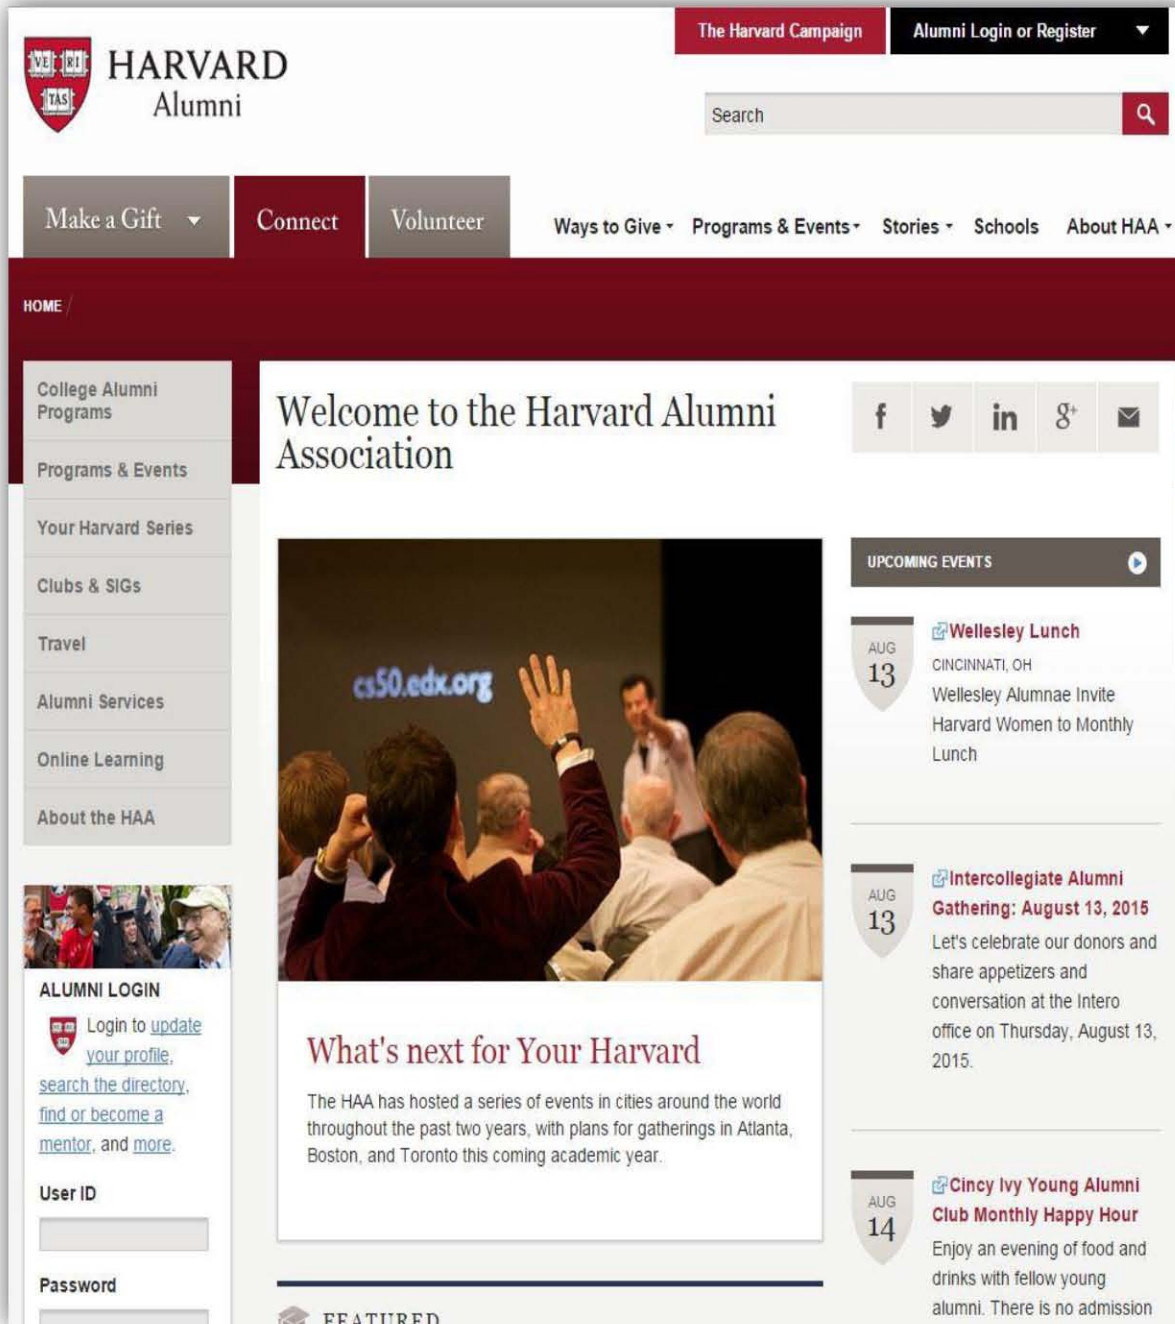 The Harvard Campaign
Alumni Login or Register
VE RI
TAS
HARVARD
Alumni
Search
Make a Gift
Connect
Volunteer
Ways to Give
Programs & Events
Stories
Schools
About HAA
HOME /
College Alumni
Programs
Programs & Events
Your Harvard Series
Clubs & SIGs
Travel
Alumni Services
Online Learning
About the HAA
ALUMNI LOGIN
Login to update
your profile,
search the directory,
find or become a
mentor, and more.
User ID
Password
Welcome to the Harvard Alumni
Association
f
in
g+
cs50.edx.org
What's next for Your Harvard
The HAA has hosted a series of events in cities around the world
throughout the past two years, with plans for gatherings in Atlanta,
Boston, and Toronto this coming academic year.
FEATURED
UPCOMING EVENTS
AUG
13
Wellesley Lunch
CINCINNATI, OH
Wellesley Alumnae Invite
Harvard Women to Monthly
Lunch
AUG
13
Intercollegiate Alumni
Gathering: August 13, 2015
Let's celebrate our donors and
share appetizers and
conversation at the Intero
office on Thursday, August 13,
2015.
AUG
14
Cincy Ivy Young Alumni
Club Monthly Happy Hour
Enjoy an evening of food and
drinks with fellow young
alumni. There is no admission